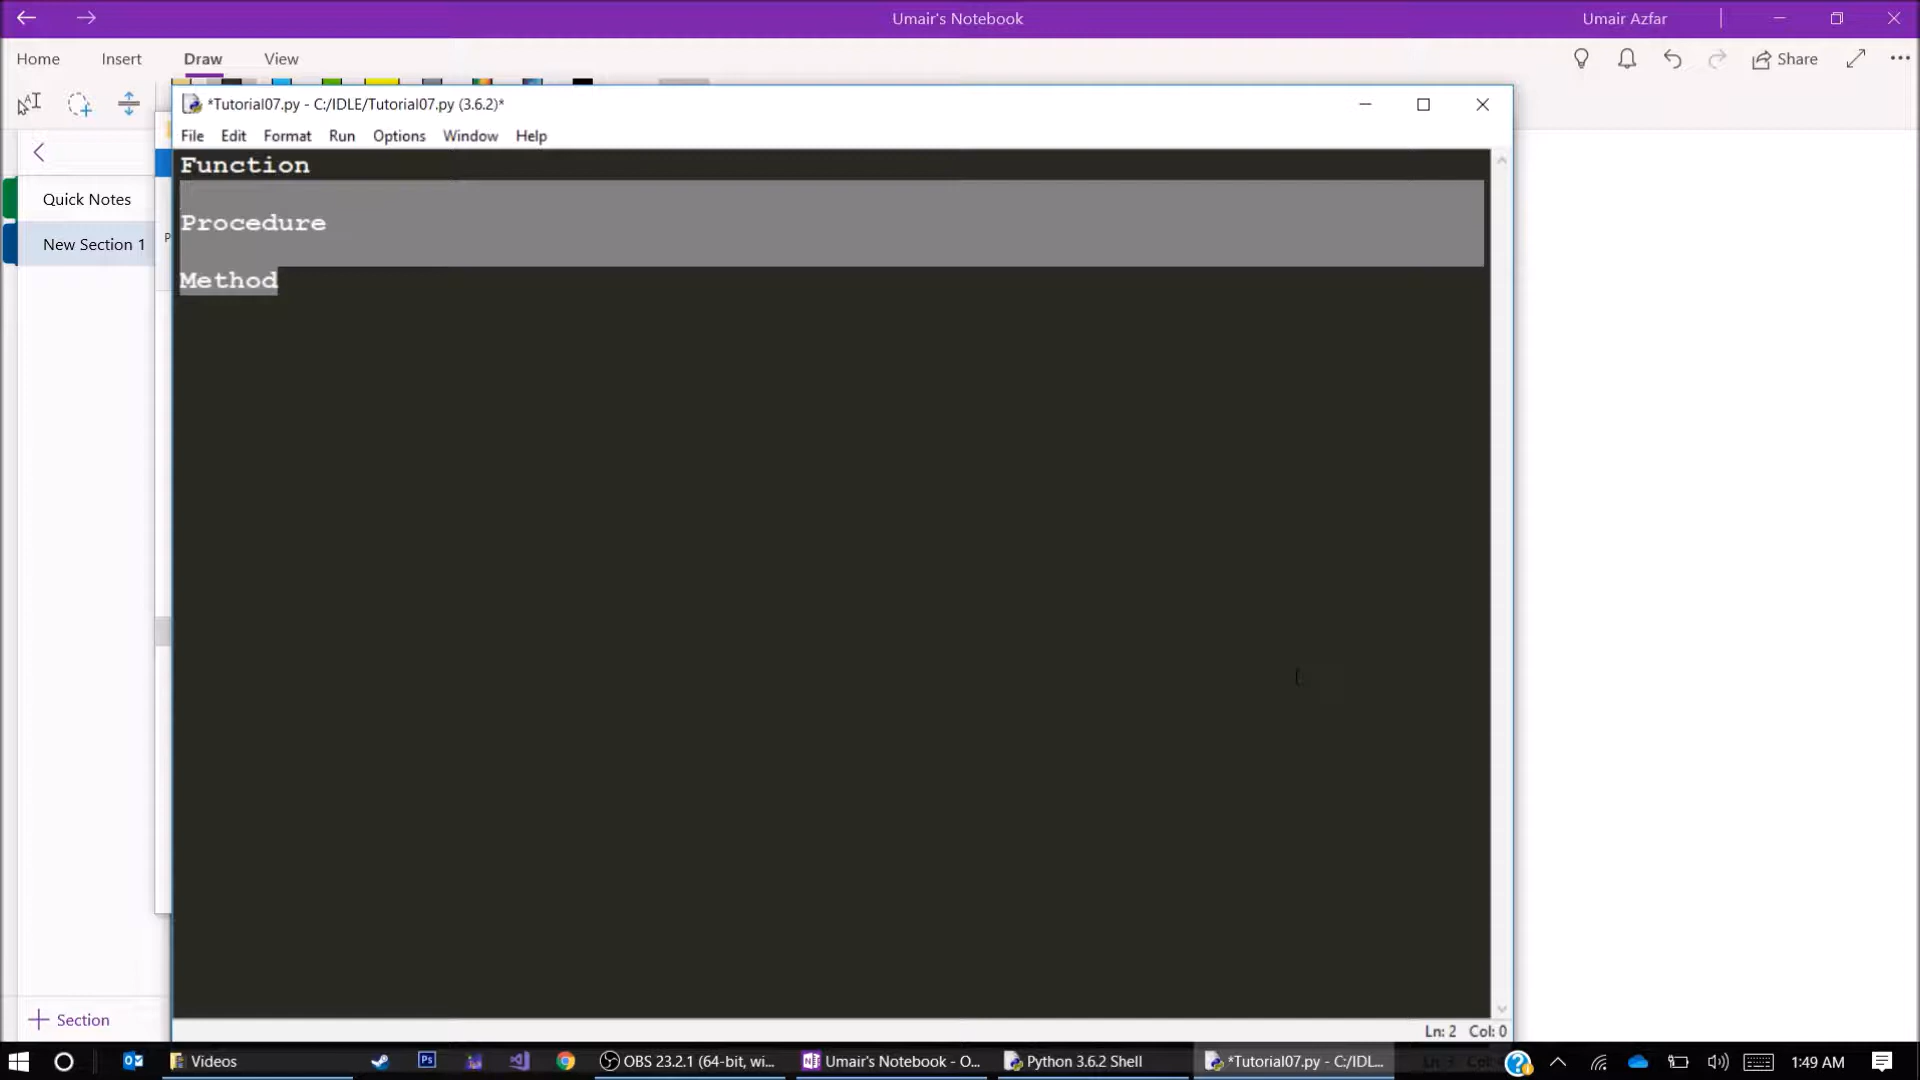 Umair's Notebook
Umair Azfar
Home Insert Draw View
Share
*Tutorial07.py - C:/IDLE/Tutorial07.py (3.6.2)*
File Edit Format Run Options Window Help
Function
Procedure
Method
Quick Notes
New Section 1
P
Section
Ln: 2 Col: 0
Videos
OBS 23.2.1 (64-bit, wi...
Umair's Notebook - O...
Python 3.6.2 Shell
*Tutorial07.py - C:/IDL...
1:49 AM